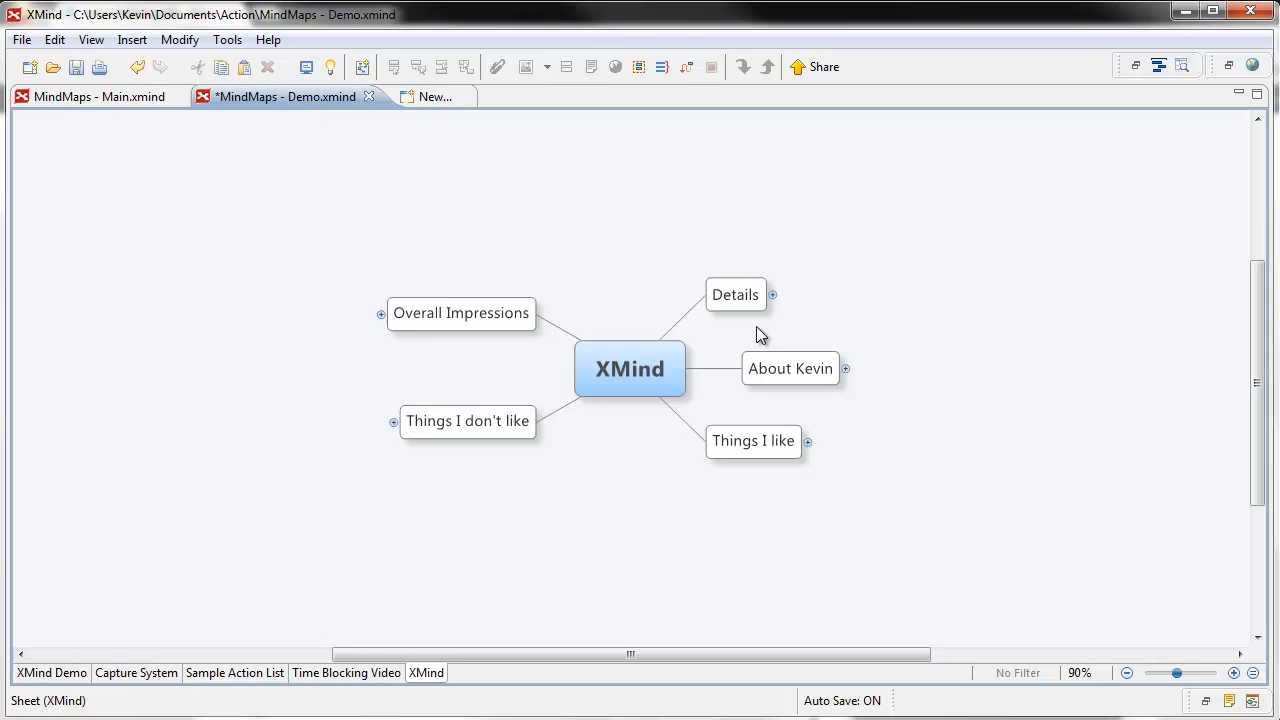 XMind - C:\Users\Kevin\Documents\Action\MindMaps - Demo.xmind
File Edit View Insert Modify Tools Help
Share
MindMaps - Main.xmind *MindMaps - Demo.xmind New...
Details
Overall Impressions
XMind
About Kevin
Things I don't like
Things I like
XMind Demo Capture System Sample Action List Time Blocking Video XMind No Filter 90%
Sheet (XMind) Auto Save: ON